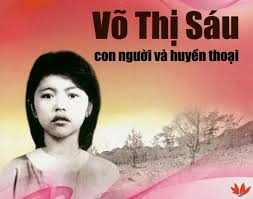 Võ Thị Sáu
con người và huyền thoại